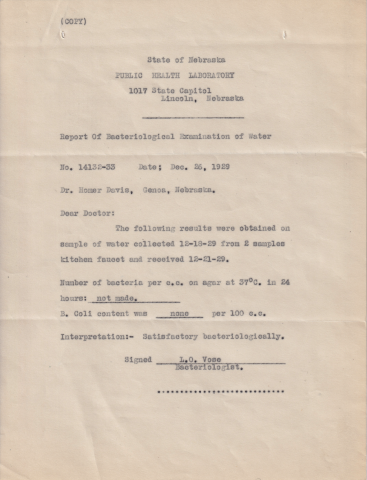 (COPY)
State of Nebraska
PUBLIC HEALTH LABORATORY
1017 State Capitol
Lincoln, Nebraska
Report Of Bacteriological Examination of Water
No. 14132-33 Date; Dec. 26, 1929
Dr. Homer Davis, Genoa, Nebraska.
Dear Doctor:
The following results were obtained on
sample of water collected 12-18-29 from 2 samples
kitchen faucet and received 12-21-29.
Number of bacteria per c.c. on agar at 37°C. in 24
hours: not made.
B. Coli content was none per 100 c.c.
Interpretation:- Satisfactory bacteriologically.
Signed L.O. Vose
Bacteriologist.